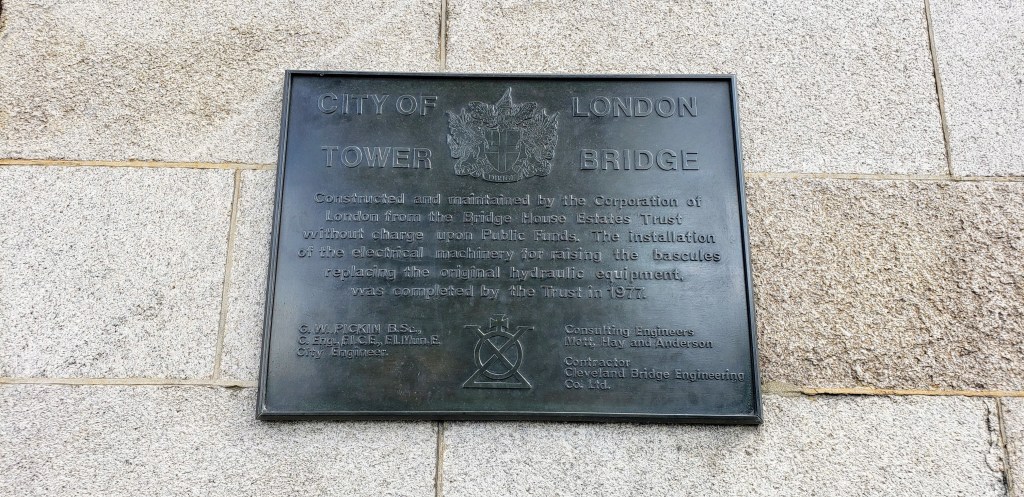 CITY OF LONDON
TOWER BRIDGE
Constructed and maintained by the Corporation of
London from the Bridge House Estates Trust
without charge upon Public Funds. The installation
of the electrical machinery for raising the bascules
replacing the original hydraulic equipment,
was completed by the Trust in 1977.
G. W. PICKIN B.Sc.,
C. Eng., F.I.C.E., F.I.Mun.E.
City Engineer.
Consulting Engineers
Mott, Hay and Anderson
Contractor
Cleveland Bridge Engineering
Co. Ltd.